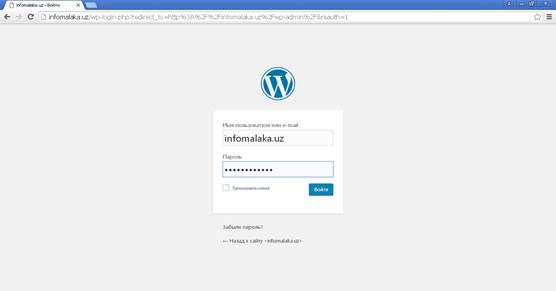 infomalaka.uz › Войти
infomalaka.uz/wp-login.php?redirect_to=http%3A%2F%2Finfomalaka.uz%2Fwp-admin%2F&reauth=1
Имя пользователя или e-mail
infomalaka.uz
Пароль
Запомнить меня
Войти
Забыли пароль?
← Назад к сайту «infomalaka.uz»